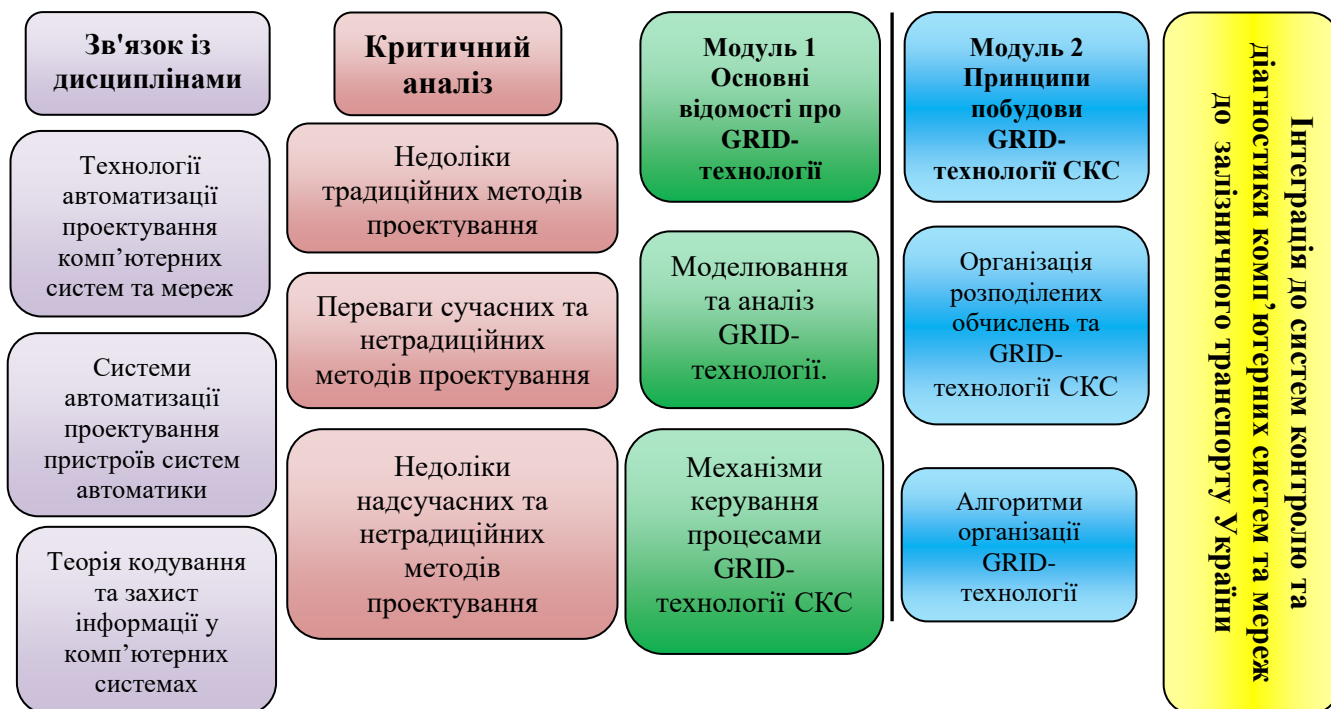 Зв'язок із
дисциплінами
Технології
автоматизації
проектування
комп’ютерних
систем та мереж
Системи
автоматизації
проектування
пристроїв систем
автоматики
Теорія кодування
та захист
інформації у
комп’ютерних
системах
Критичний
аналіз
Недоліки
традиційних методів
проектування
Переваги сучасних та
нетрадиційних
методів проектування
Недоліки
надсучасних та
нетрадиційних
методів
проектування
Модуль 1
Основні
відомості про
GRID-
технології
Моделювання
та аналіз
GRID-
технології.
Механізми
керування
процесами
GRID-
технології СКС
Модуль 2
Принципи
побудови
GRID-
технології СКС
Організація
розподілених
обчислень та
GRID-
технології СКС
Алгоритми
організації
GRID-
технології
Інтеграція до систем контролю та
діагностики комп’ютерних систем та мереж
до залізничного транспорту України